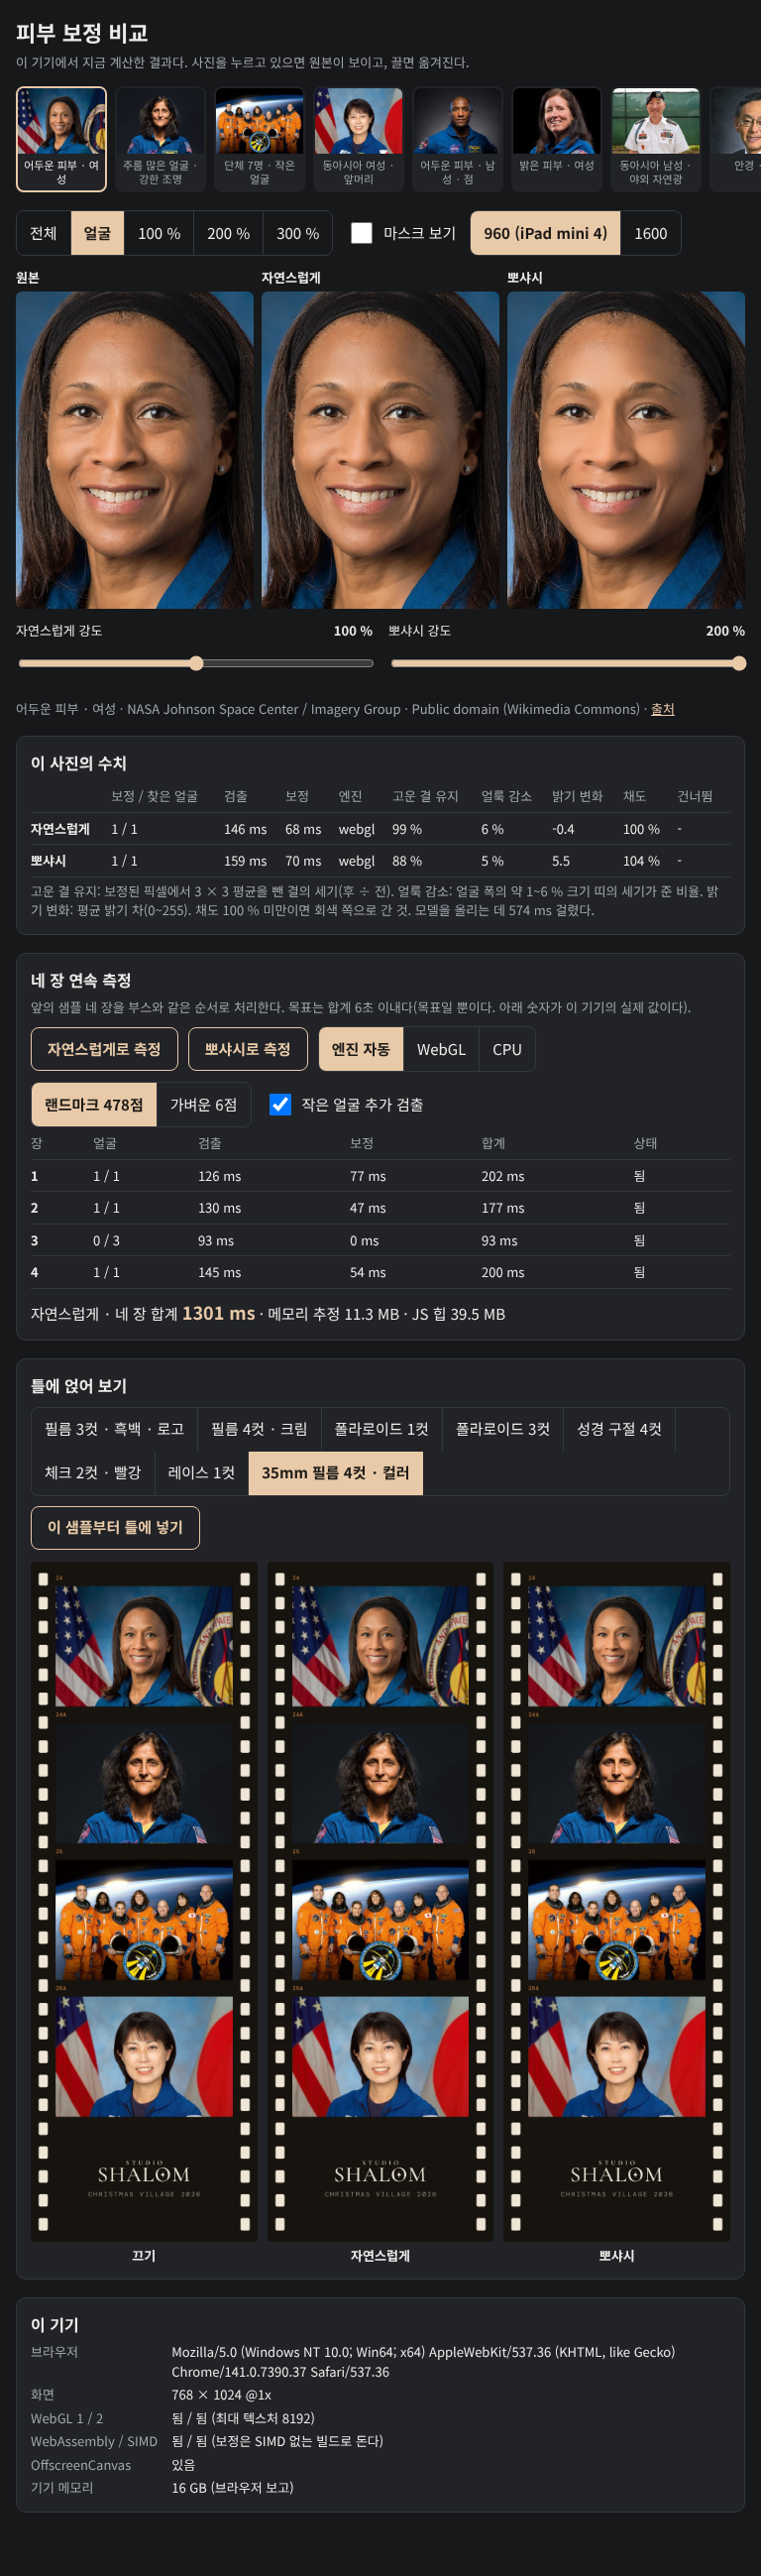 피부 보정 비교
이 기기에서 지금 계산한 결과다. 사진을 누르고 있으면 원본이 보이고, 끌면 옮겨진다.
어두운 피부 · 여성
주름 많은 얼굴 · 강한 조명
단체 7명 · 작은 얼굴
동아시아 여성 · 앞머리
어두운 피부 · 남성 · 점
밝은 피부 · 여성
동아시아 남성 · 야외 자연광
안경 ·
전체 얼굴 100 % 200 % 300 % 마스크 보기 960 (iPad mini 4) 1600
원본 자연스럽게 뽀샤시
자연스럽게 강도 100 % 뽀샤시 강도 200 %
어두운 피부 · 여성 · NASA Johnson Space Center / Imagery Group · Public domain (Wikimedia Commons) · 출처
이 사진의 수치
보정 / 찾은 얼굴 검출 보정 엔진 고운 결 유지 얼룩 감소 밝기 변화 채도 건너뜀
자연스럽게 1 / 1 146 ms 68 ms webgl 99 % 6 % -0.4 100 % -
뽀샤시 1 / 1 159 ms 70 ms webgl 88 % 5 % 5.5 104 % -
고운 결 유지: 보정된 픽셀에서 3 × 3 평균을 뺀 결의 세기(후 ÷ 전). 얼룩 감소: 얼굴 폭의 약 1~6 % 크기 띠의 세기가 준 비율. 밝
기 변화: 평균 밝기 차(0~255). 채도 100 % 미만이면 회색 쪽으로 간 것. 모델을 올리는 데 574 ms 걸렸다.
네 장 연속 측정
앞의 샘플 네 장을 부스와 같은 순서로 처리한다. 목표는 합계 6초 이내다(목표일 뿐이다. 아래 숫자가 이 기기의 실제 값이다).
자연스럽게로 측정 뽀샤시로 측정 엔진 자동 WebGL CPU
랜드마크 478점 가벼운 6점 작은 얼굴 추가 검출
장 얼굴 검출 보정 합계 상태
1 1 / 1 126 ms 77 ms 202 ms 됨
2 1 / 1 130 ms 47 ms 177 ms 됨
3 0 / 3 93 ms 0 ms 93 ms 됨
4 1 / 1 145 ms 54 ms 200 ms 됨
자연스럽게 · 네 장 합계 1301 ms · 메모리 추정 11.3 MB · JS 힙 39.5 MB
틀에 얹어 보기
필름 3컷 · 흑백 · 로고 필름 4컷 · 크림 폴라로이드 1컷 폴라로이드 3컷 성경 구절 4컷
체크 2컷 · 빨강 레이스 1컷 35mm 필름 4컷 · 컬러
이 샘플부터 틀에 넣기
24 24 24
24A 24A 24A
25 25 25
25A 25A 25A
STUDIO STUDIO STUDIO
SHALOM SHALOM SHALOM
CHRISTMAS VILLAGE 2026 CHRISTMAS VILLAGE 2026 CHRISTMAS VILLAGE 2026
끄기 자연스럽게 뽀샤시
이 기기
브라우저 Mozilla/5.0 (Windows NT 10.0; Win64; x64) AppleWebKit/537.36 (KHTML, like Gecko)
Chrome/141.0.7390.37 Safari/537.36
화면 768 × 1024 @1x
WebGL 1 / 2 됨 / 됨 (최대 텍스처 8192)
WebAssembly / SIMD 됨 / 됨 (보정은 SIMD 없는 빌드로 돈다)
OffscreenCanvas 있음
기기 메모리 16 GB (브라우저 보고)